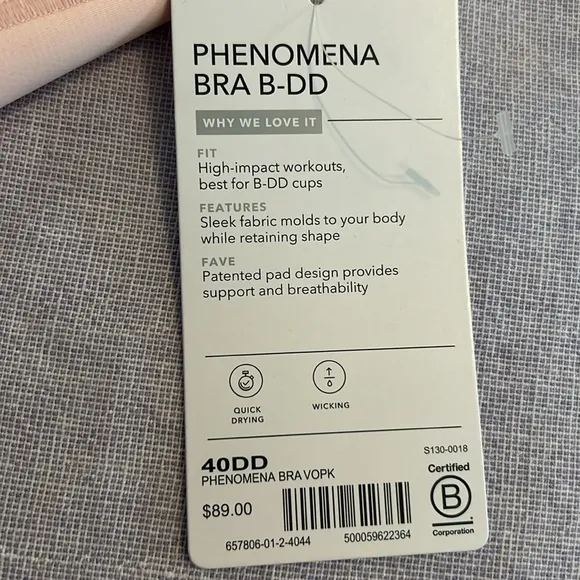 PHENOMENA
BRA B-DD
WHY WE LOVE IT
FIT
High-impact workouts,
best for B-DD cups
FEATURES
Sleek fabric molds to your body
while retaining shape
FAVE
Patented pad design provides
support and breathability
QUICK
DRYING
WICKING
S130-0018
40DD
PHENOMENA BRA VOPK
$89.00
657806-01-2-4044
500059622364
Certified
B
Corporation